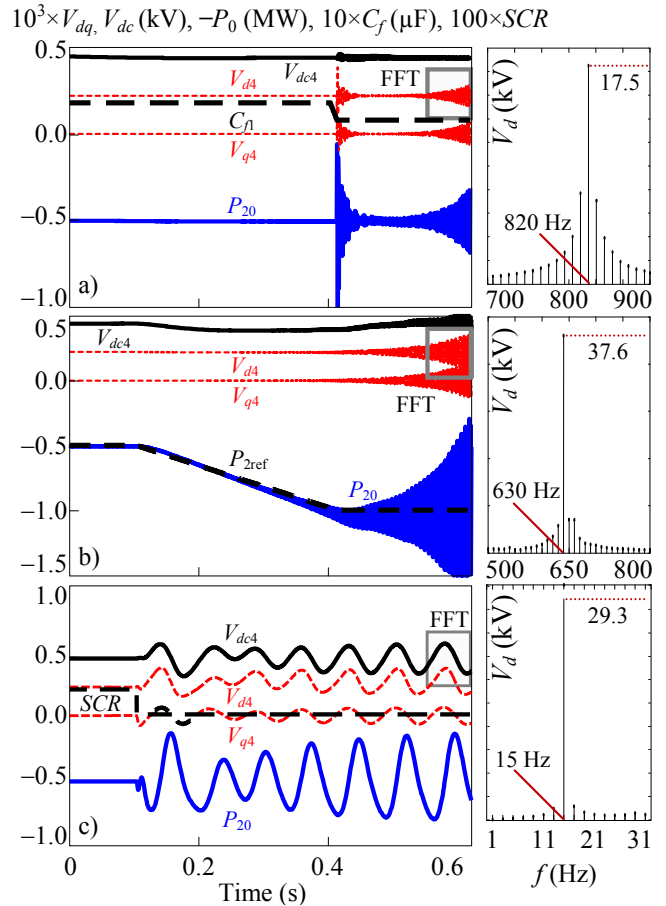 10³×V_dq, V_dc (kV), −P₀ (MW), 10×C_f (μF), 100×SCR
0.5
0.0
−0.5
−1.0
V_dc4
V_d4
C_f1
V_q4
P_20
FFT
a)
V_d (kV)
17.5
820 Hz
700 800 900
0.5
0.0
−0.5
−1.0
−1.5
V_dc4
V_d4
V_q4
FFT
P_2ref
P_20
b)
V_d (kV)
37.6
630 Hz
500 650 800
1.0
0.5
0.0
−0.5
−1.0
V_dc4
FFT
SCR
V_d4
V_q4
P_20
c)
0 0.2 0.4 0.6
Time (s)
V_d (kV)
29.3
15 Hz
1 11 21 31
f (Hz)